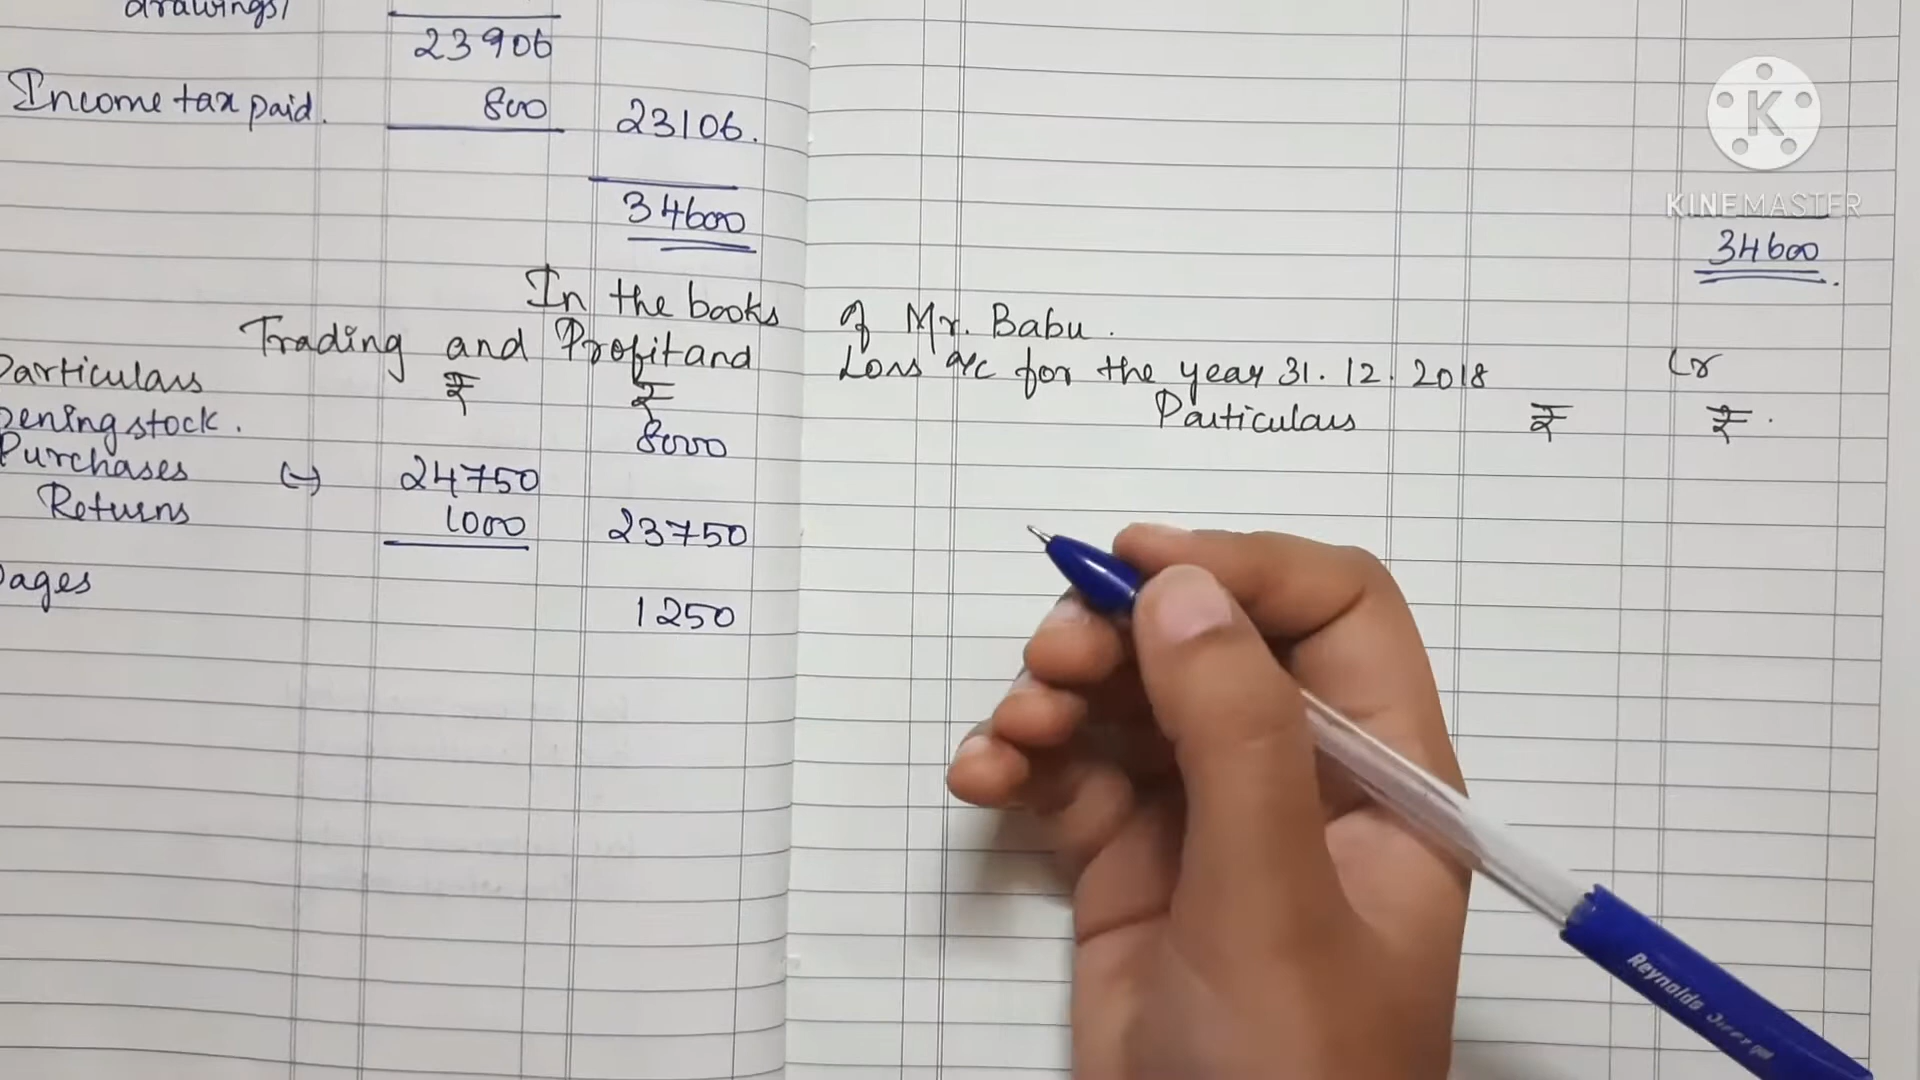 drawings)
23906
Income tax paid. 800 23106.
34600
K
KINEMASTER
34600
In the books of Mr. Babu.
Trading and Profit and Loss a/c for the year 31.12.2018 Cr
Particulars ₹ ₹ Particulars ₹ ₹.
pening stock. 8000
Purchases (-) 24750
Returns 1000 23750
ages 1250
Reynolds